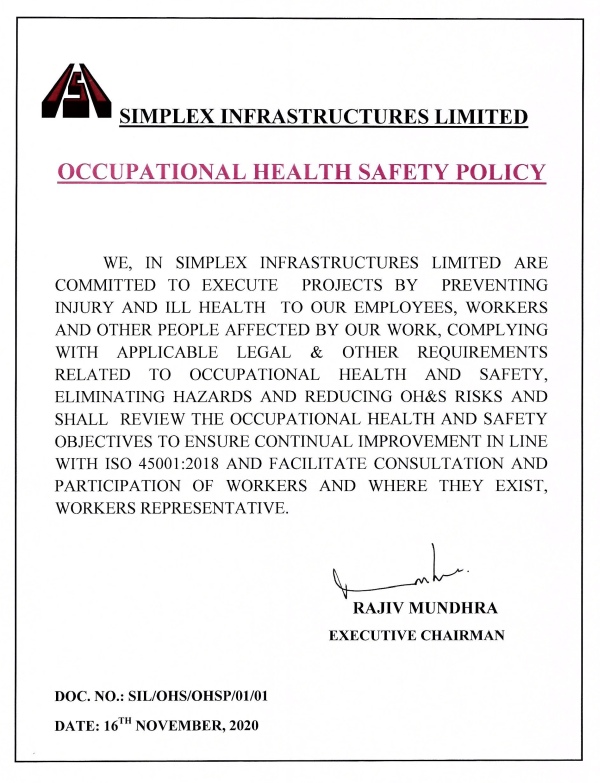 SIMPLEX INFRASTRUCTURES LIMITED
OCCUPATIONAL HEALTH SAFETY POLICY
WE, IN SIMPLEX INFRASTRUCTURES LIMITED ARE
COMMITTED TO EXECUTE PROJECTS BY PREVENTING
INJURY AND ILL HEALTH TO OUR EMPLOYEES, WORKERS
AND OTHER PEOPLE AFFECTED BY OUR WORK, COMPLYING
WITH APPLICABLE LEGAL & OTHER REQUIREMENTS
RELATED TO OCCUPATIONAL HEALTH AND SAFETY,
ELIMINATING HAZARDS AND REDUCING OH&S RISKS AND
SHALL REVIEW THE OCCUPATIONAL HEALTH AND SAFETY
OBJECTIVES TO ENSURE CONTINUAL IMPROVEMENT IN LINE
WITH ISO 45001:2018 AND FACILITATE CONSULTATION AND
PARTICIPATION OF WORKERS AND WHERE THEY EXIST,
WORKERS REPRESENTATIVE.
RAJIV MUNDHRA
EXECUTIVE CHAIRMAN
DOC. NO.: SIL/OHS/OHSP/01/01
DATE: 16TH NOVEMBER, 2020